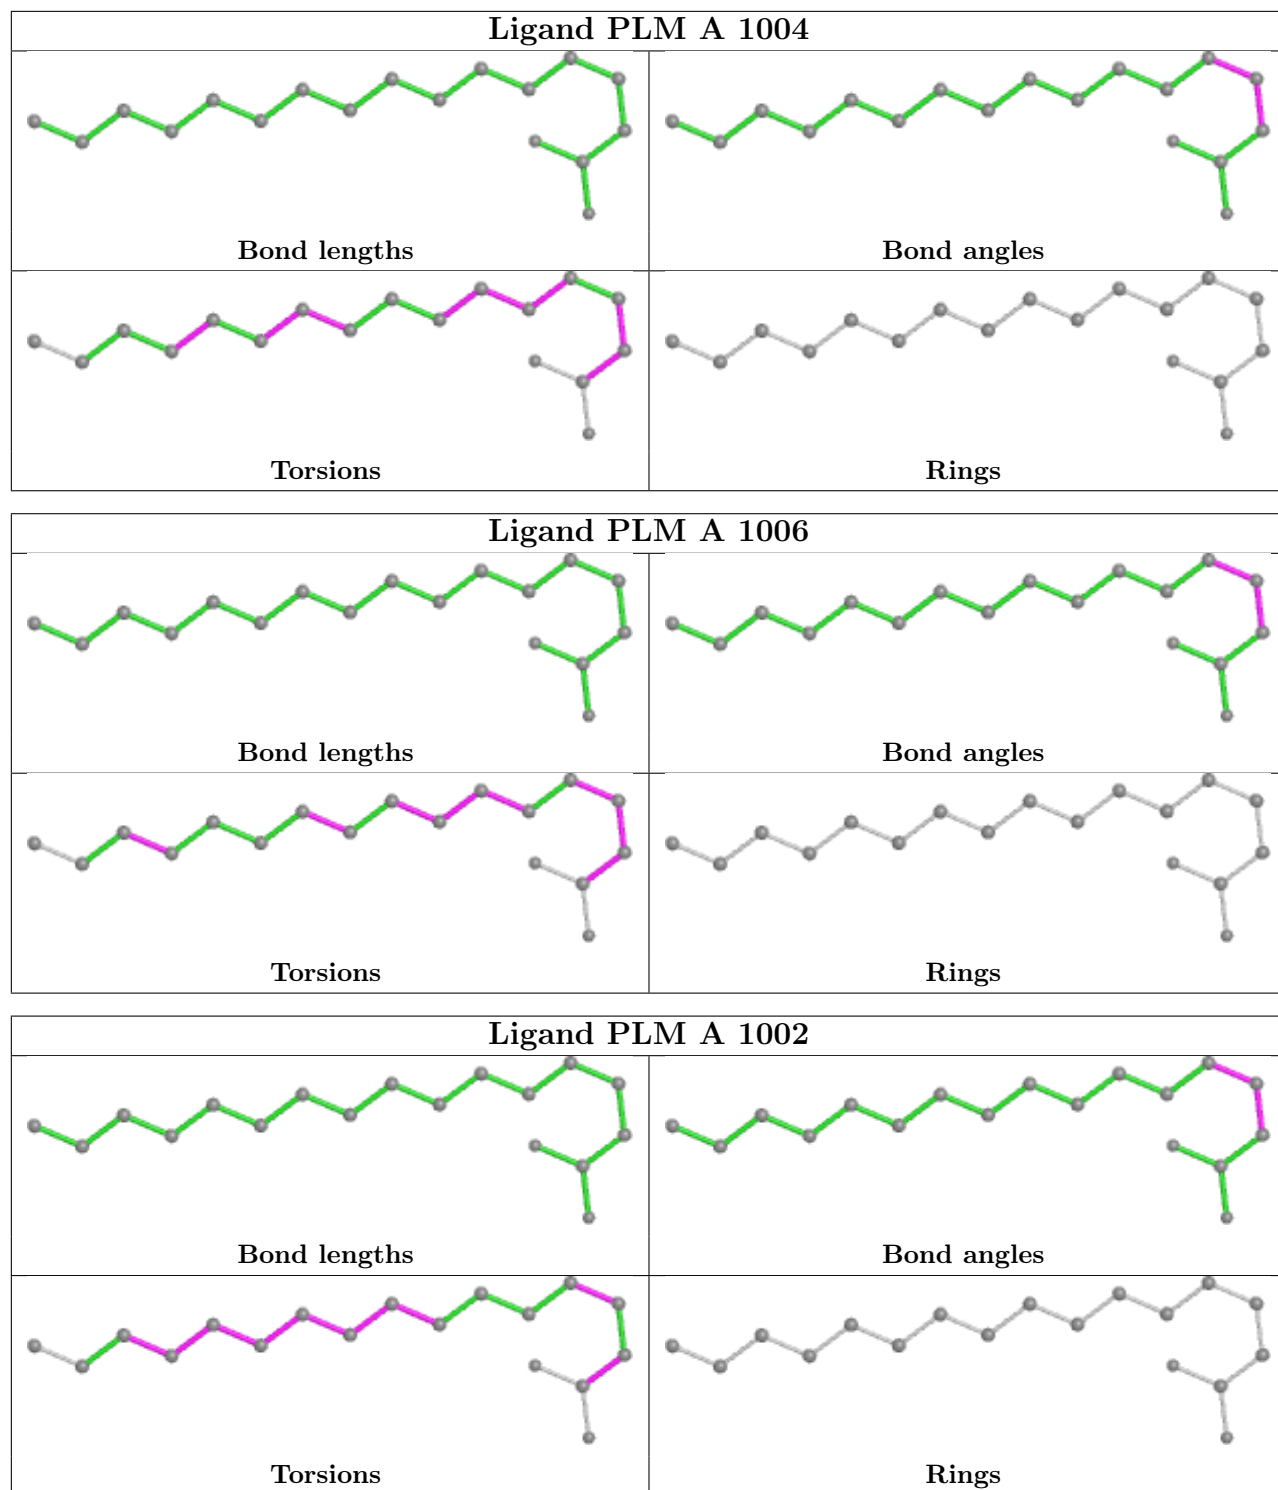 Ligand PLM A 1004
Bond lengths
Bond angles
Torsions
Rings
Ligand PLM A 1006
Bond lengths
Bond angles
Torsions
Rings
Ligand PLM A 1002
Bond lengths
Bond angles
Torsions
Rings